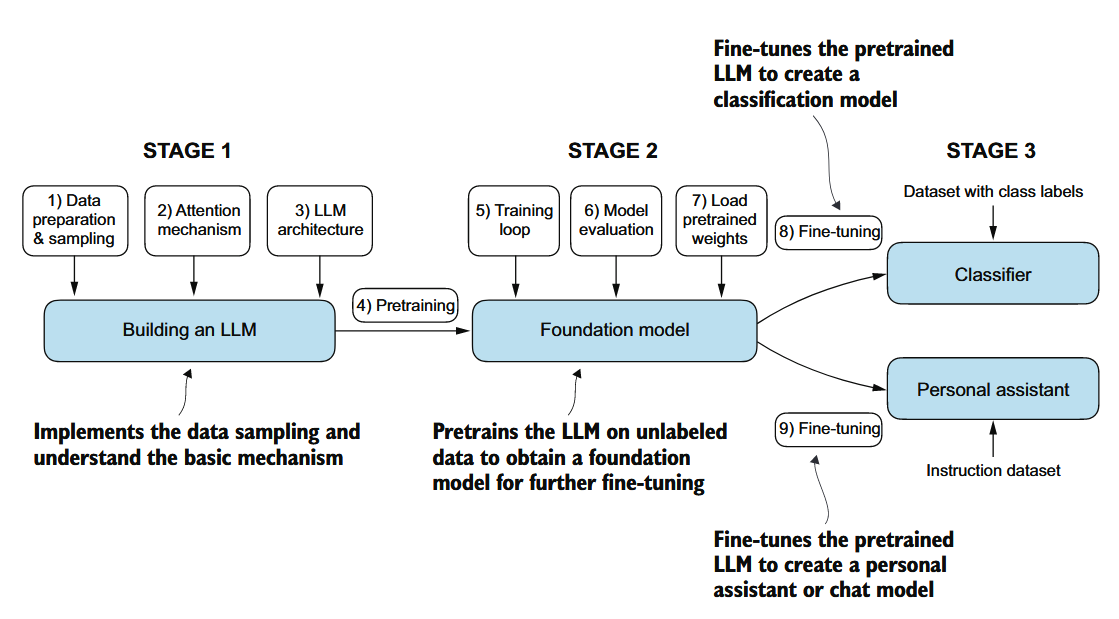 Fine-tunes the pretrained
LLM to create a
classification model
STAGE 1
STAGE 2
STAGE 3
1) Data
preparation
& sampling
2) Attention
mechanism
3) LLM
architecture
5) Training
loop
6) Model
evaluation
7) Load
pretrained
weights
8) Fine-tuning
Dataset with class labels
Classifier
4) Pretraining
Building an LLM
Foundation model
Personal assistant
9) Fine-tuning
Instruction dataset
Implements the data sampling and
understand the basic mechanism
Pretrains the LLM on unlabeled
data to obtain a foundation
model for further fine-tuning
Fine-tunes the pretrained
LLM to create a personal
assistant or chat model